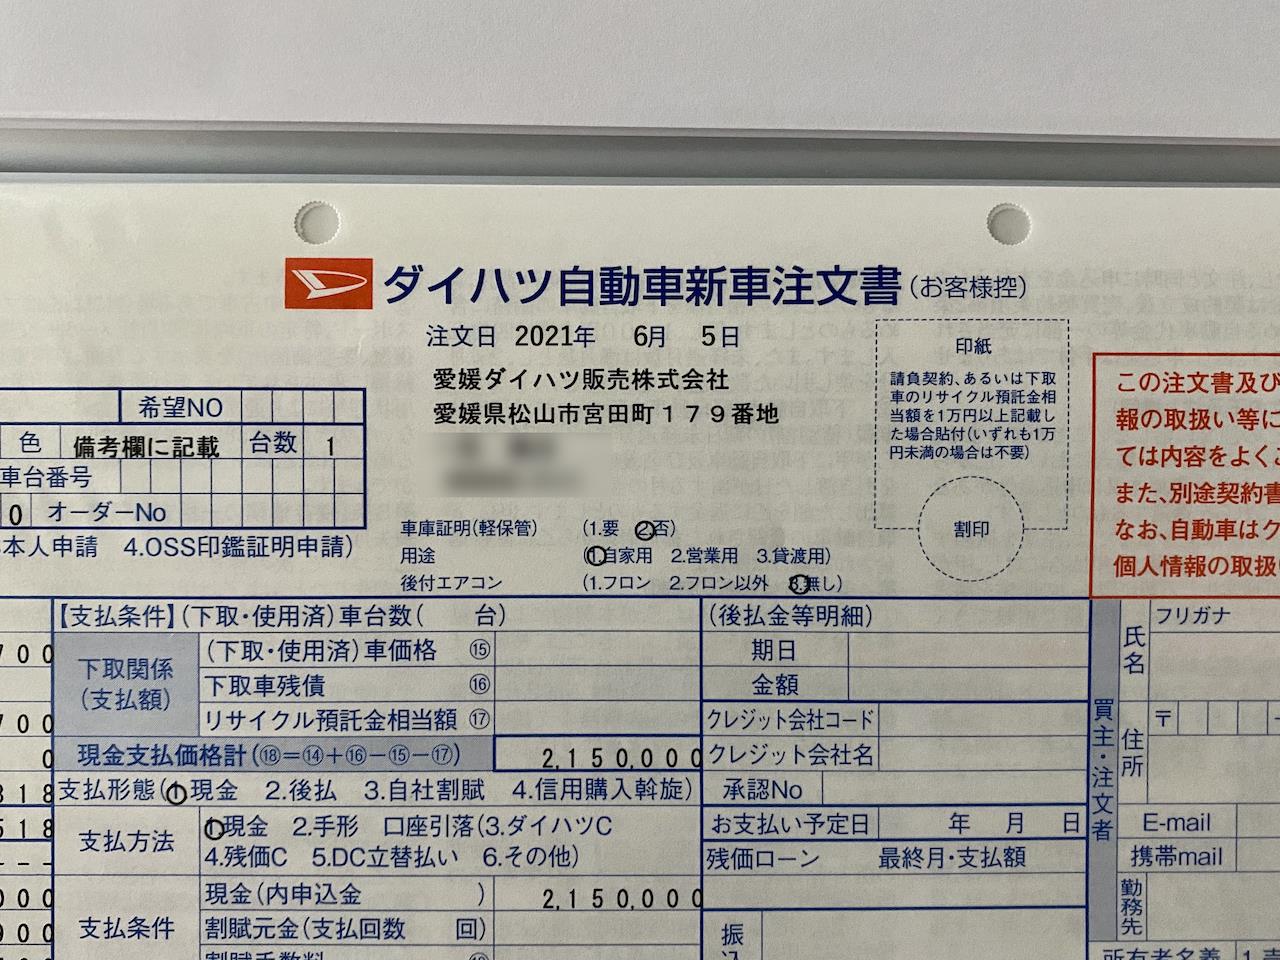 ダイハツ自動車新車注文書(お客様控)
注文日 2021年 6月 5日
愛媛ダイハツ販売株式会社
愛媛県松山市宮田町179番地
印紙
請負契約、あるいは下取
車のリサイクル預託金相
当額を1万円以上記載し
た場合貼付(いずれも1万
円未満の場合は不要)
割印
この注文書及び
報の取扱い等に
ては内容をよくご
また、別途契約書
なお、自動車はク
個人情報の取扱い
希望NO
色 備考欄に記載 台数 1
車台番号
0 オーダーNo
本人申請 4.OSS印鑑証明申請)
車庫証明(軽保管) (1.要 2.否)
用途 (1.自家用 2.営業用 3.貸渡用)
後付エアコン (1.フロン 2.フロン以外 3.無し)
【支払条件】(下取・使用済)車台数( 台)
下取関係
(支払額)
(下取・使用済)車価格 ⑮
下取車残債 ⑯
リサイクル預託金相当額 ⑰
700
700
0
現金支払価格計(⑱=⑭+⑯-⑮-⑰) 2,150,000
318
支払形態(1.現金 2.後払 3.自社割賦 4.信用購入斡旋)
518
支払方法
1.現金 2.手形 口座引落(3.ダイハツC
4.残価C 5.DC立替払い 6.その他)
---
000
900
支払条件
現金(内申込金 ) 2,150,000
割賦元金(支払回数 回)
割賦手数料
(後払金等明細)
期日
金額
クレジット会社コード
クレジット会社名
承認No
お支払い予定日 年 月 日
残価ローン 最終月・支払額
振
込
買主・注文者
氏名
フリガナ
住所
〒
E-mail
携帯mail
勤務先
所有者名義